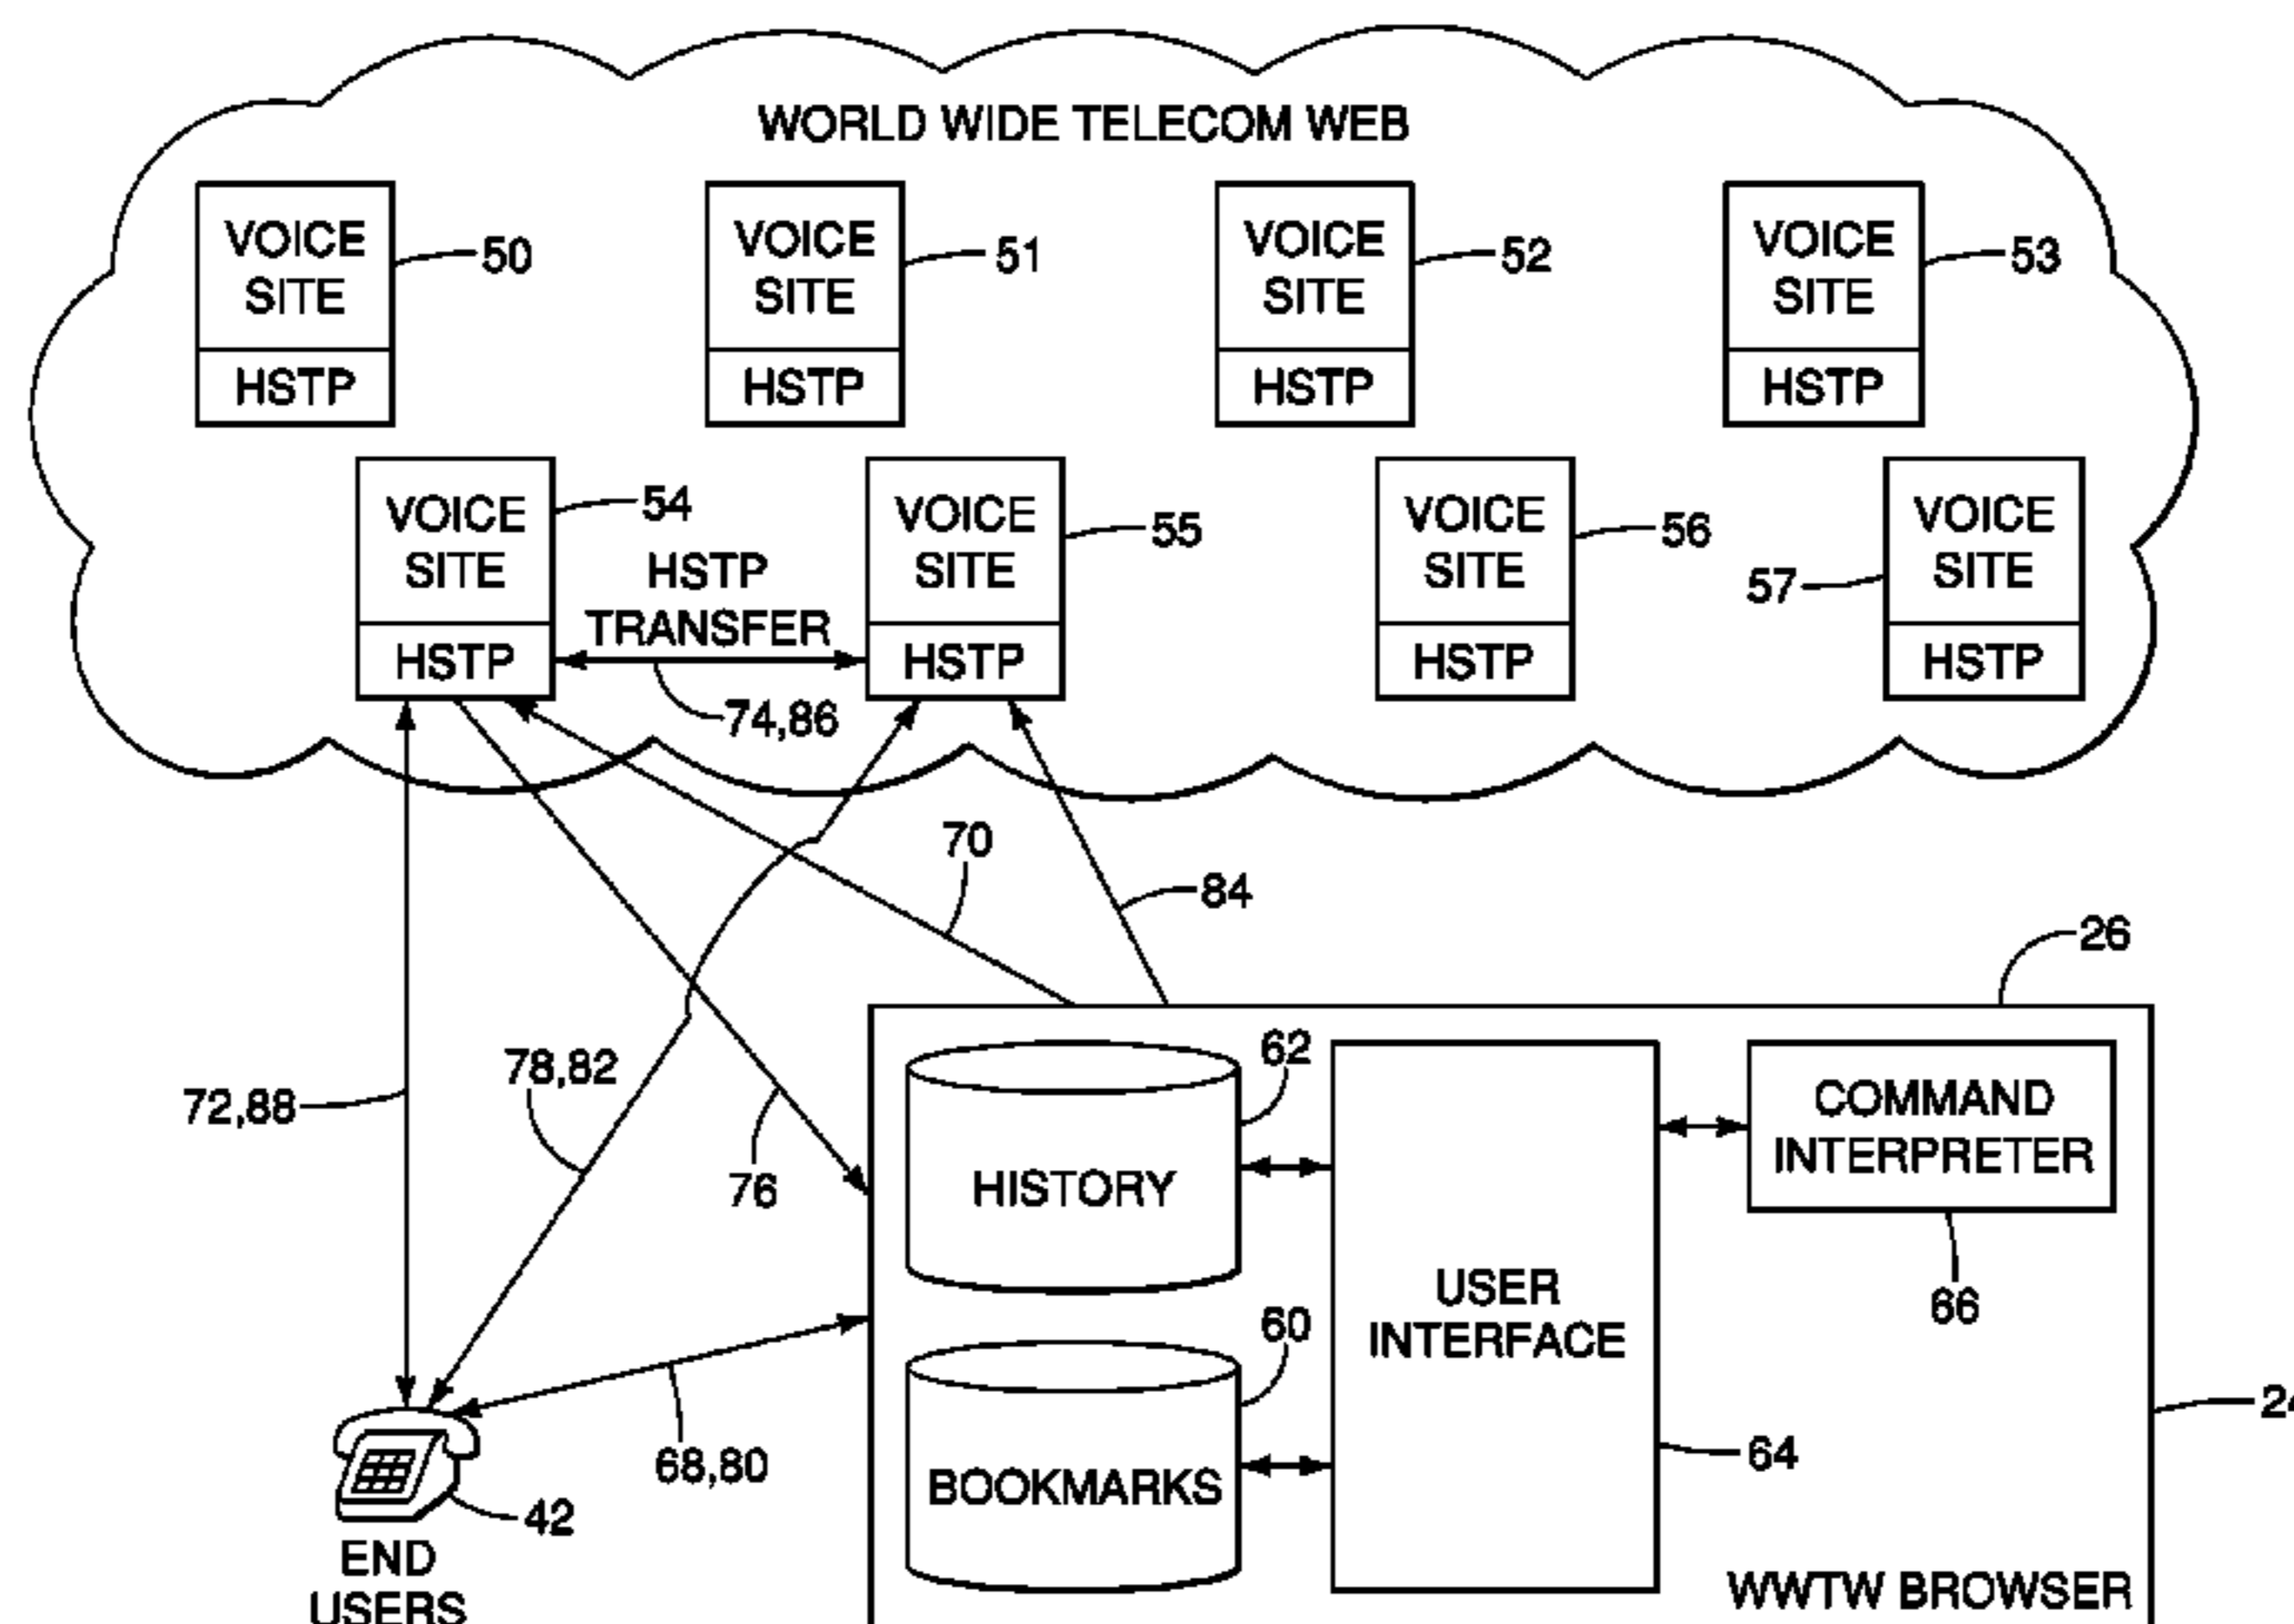 WORLD WIDE TELECOM WEB
VOICE
SITE
HSTP
50
VOICE
SITE
HSTP
51
VOICE
SITE
HSTP
52
VOICE
SITE
HSTP
53
VOICE
SITE
HSTP
54
HSTP
TRANSFER
74,86
VOICE
SITE
HSTP
55
VOICE
SITE
HSTP
56
57
VOICE
SITE
HSTP
70
84
26
72,88
78,82
76
62
HISTORY
COMMAND
INTERPRETER
66
USER
INTERFACE
60
BOOKMARKS
64
68,80
42
END
USERS
WWTW BROWSER